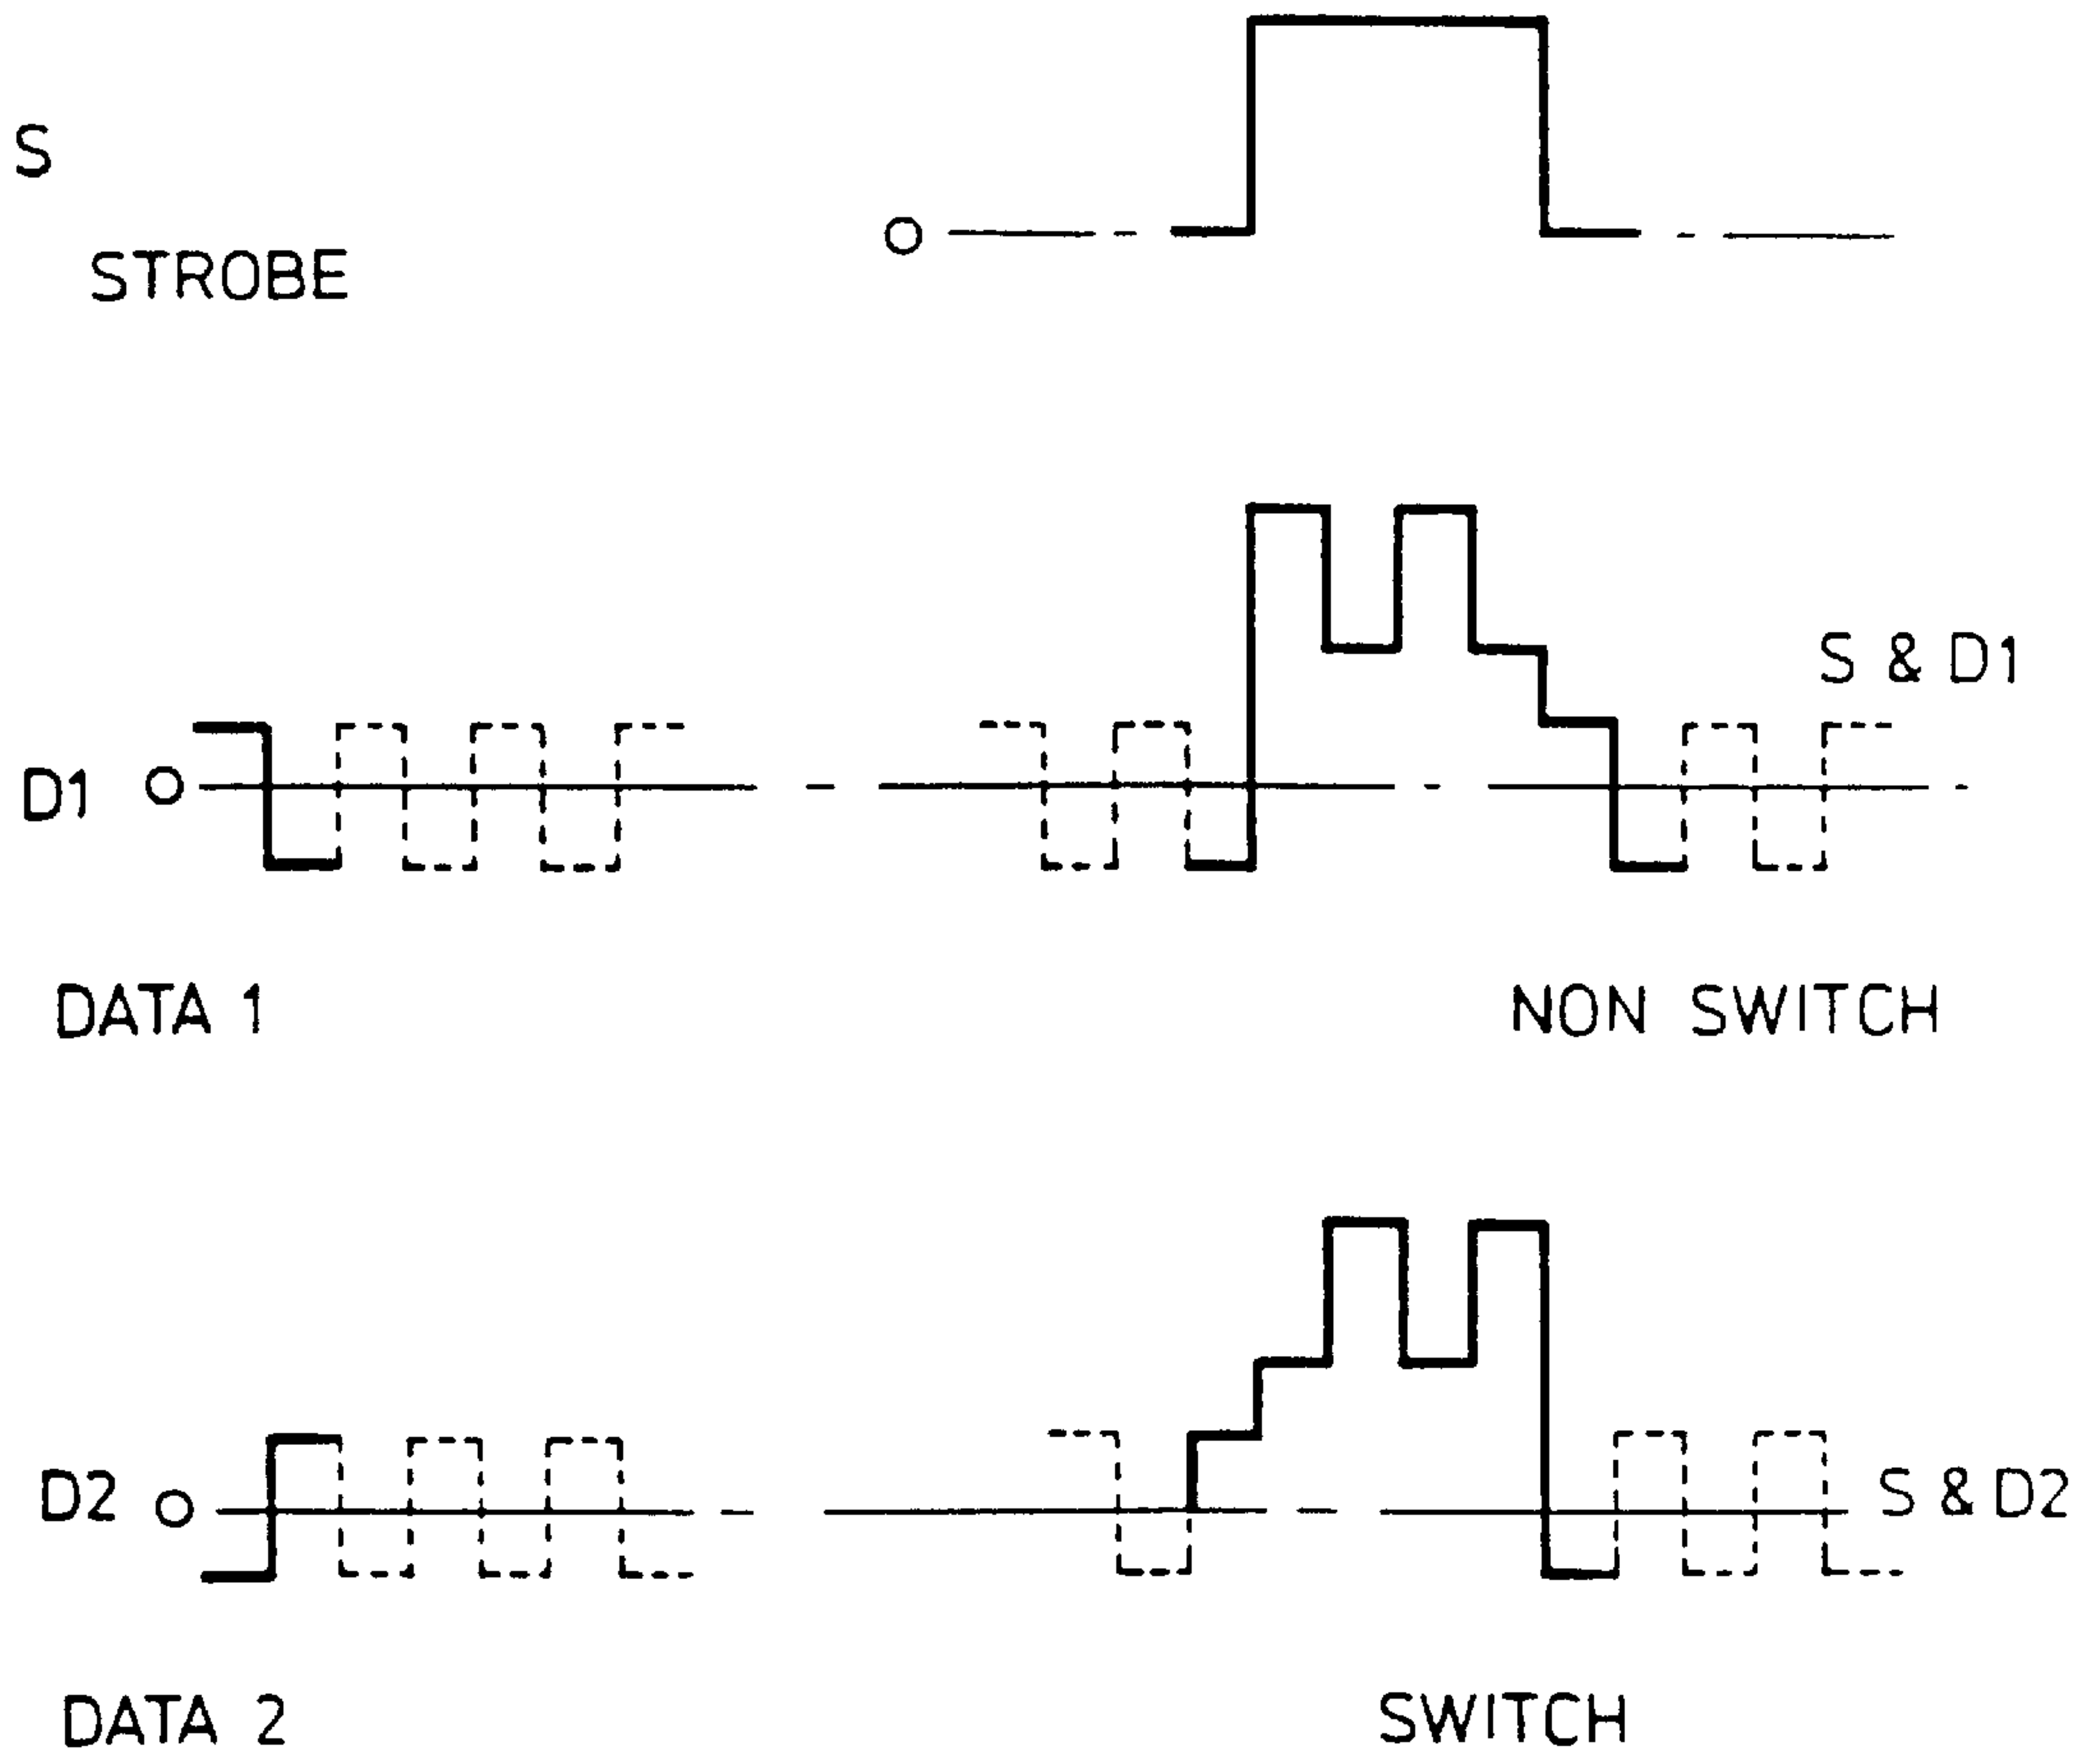 S
STROBE
O
S & D1
D1 O
DATA 1
NON SWITCH
D2 O
S & D2
DATA 2
SWITCH